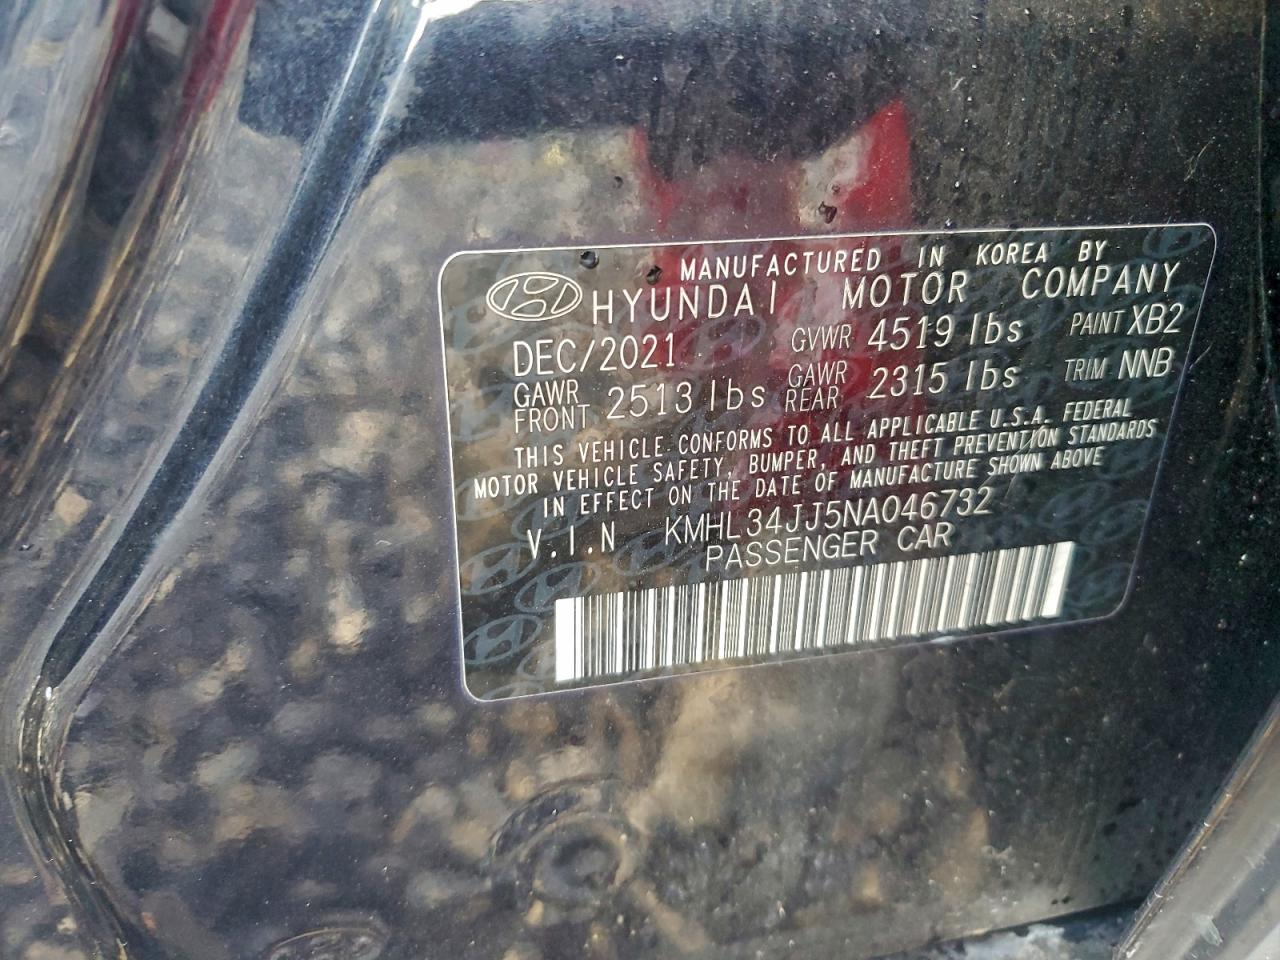 MANUFACTURED IN KOREA BY
HYUNDAI MOTOR COMPANY
DEC/2021 GVWR 4519 lbs PAINT XB2
GAWR FRONT 2513 lbs GAWR REAR 2315 lbs TRIM NNB
THIS VEHICLE CONFORMS TO ALL APPLICABLE U.S.A. FEDERAL
MOTOR VEHICLE SAFETY, BUMPER, AND THEFT PREVENTION STANDARDS
IN EFFECT ON THE DATE OF MANUFACTURE SHOWN ABOVE
V.I.N KMHL34JJ5NA046732
PASSENGER CAR